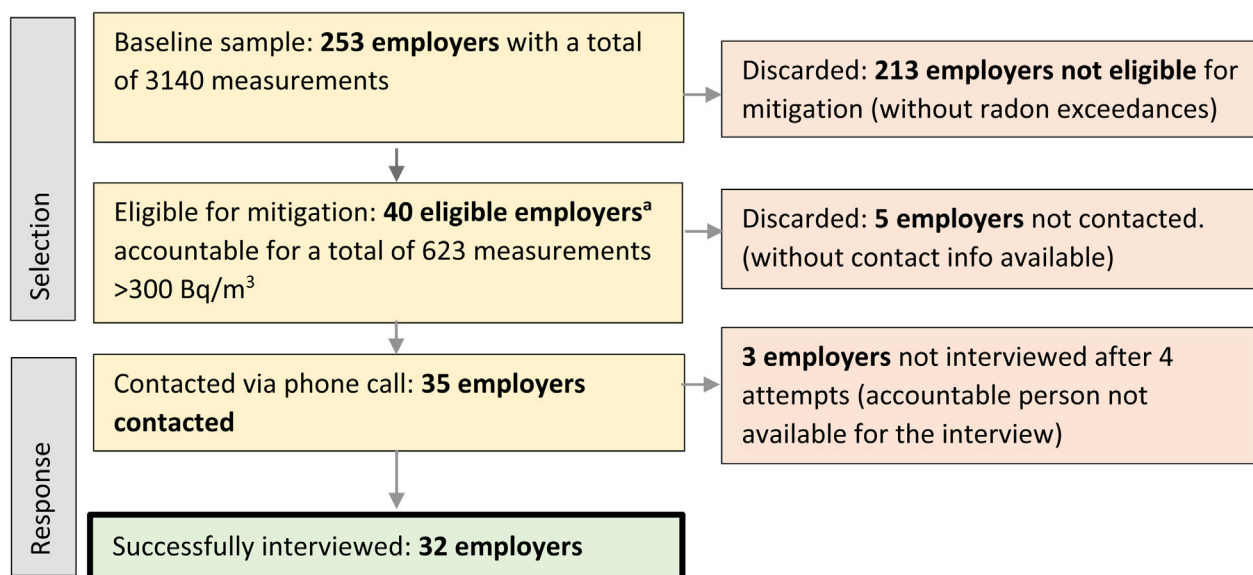 Selection
Baseline sample: 253 employers with a total
of 3140 measurements
Discarded: 213 employers not eligible for
mitigation (without radon exceedances)
Eligible for mitigation: 40 eligible employersᵃ
accountable for a total of 623 measurements
>300 Bq/m³
Discarded: 5 employers not contacted.
(without contact info available)
Response
Contacted via phone call: 35 employers
contacted
3 employers not interviewed after 4
attempts (accountable person not
available for the interview)
Successfully interviewed: 32 employers